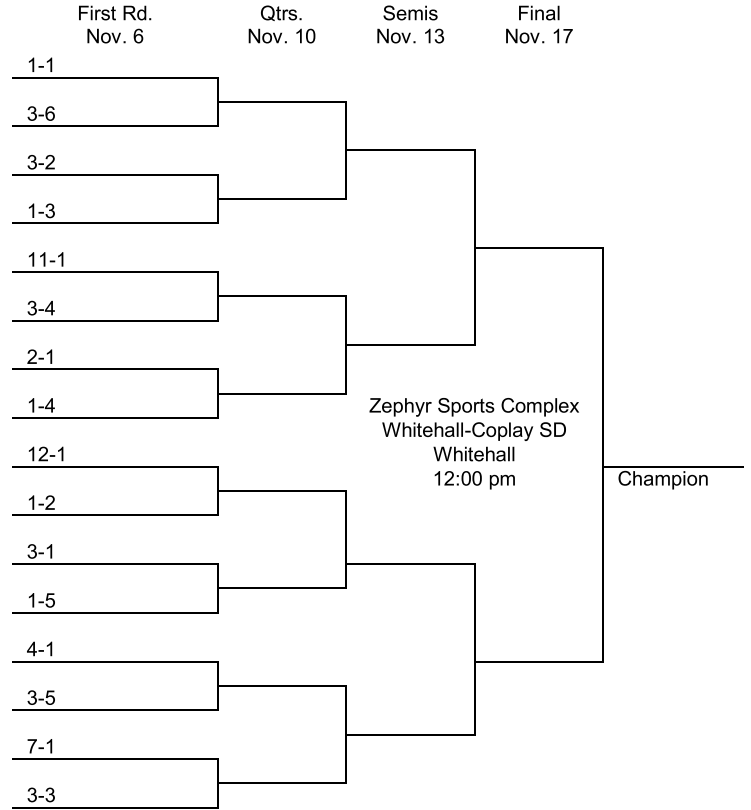 First Rd. Qtrs. Semis Final
Nov. 6 Nov. 10 Nov. 13 Nov. 17
1-1
3-6
3-2
1-3
11-1
3-4
2-1
1-4
Zephyr Sports Complex
Whitehall-Coplay SD
Whitehall
12:00 pm
12-1
1-2
3-1
1-5
4-1
3-5
7-1
3-3
Champion